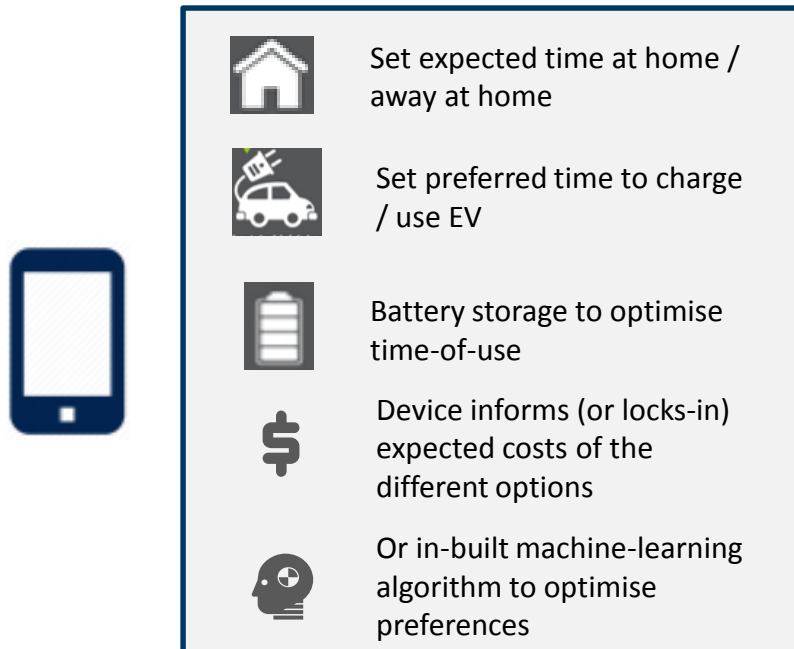 Set expected time at home /
away at home
Set preferred time to charge
/ use EV
Battery storage to optimise
time-of-use
Device informs (or locks-in)
expected costs of the
different options
Or in-built machine-learning
algorithm to optimise
preferences